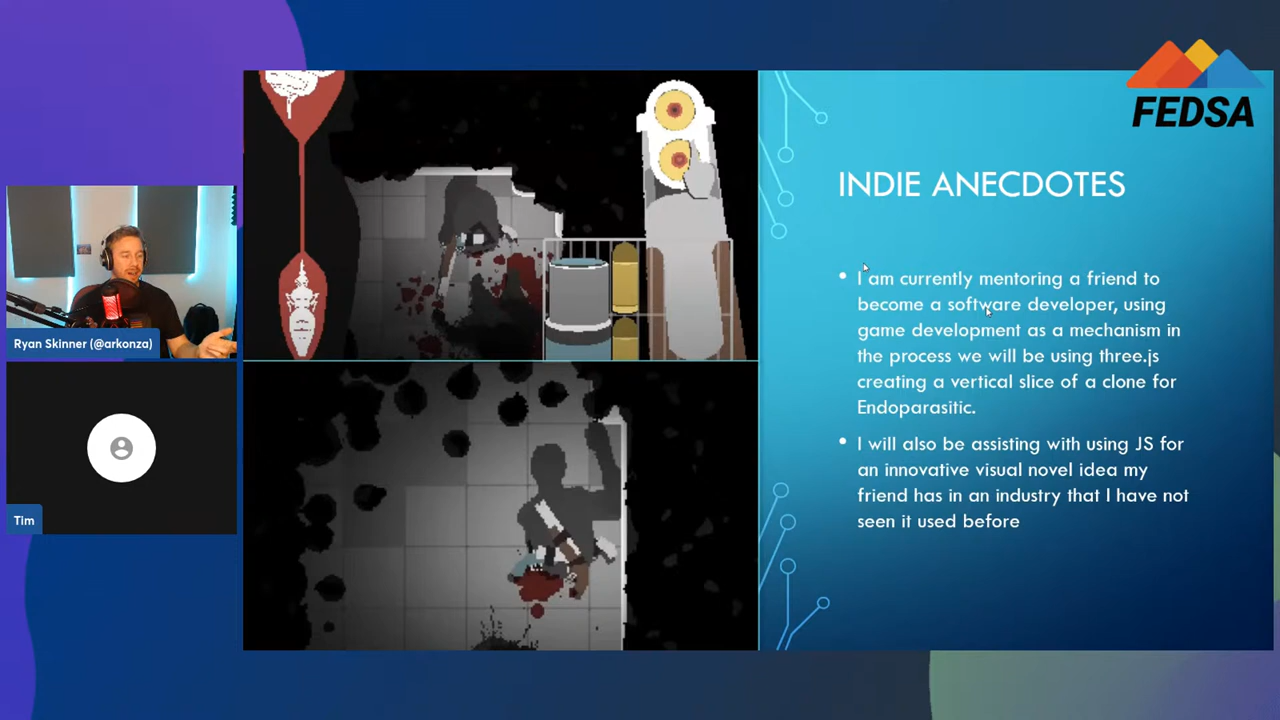 FEDSA
INDIE ANECDOTES
• I am currently mentoring a friend to
become a software developer, using
game development as a mechanism in
the process we will be using three.js
creating a vertical slice of a clone for
Endoparasitic.
• I will also be assisting with using JS for
an innovative visual novel idea my
friend has in an industry that I have not
seen it used before
Ryan Skinner (@arkonza)
Tim